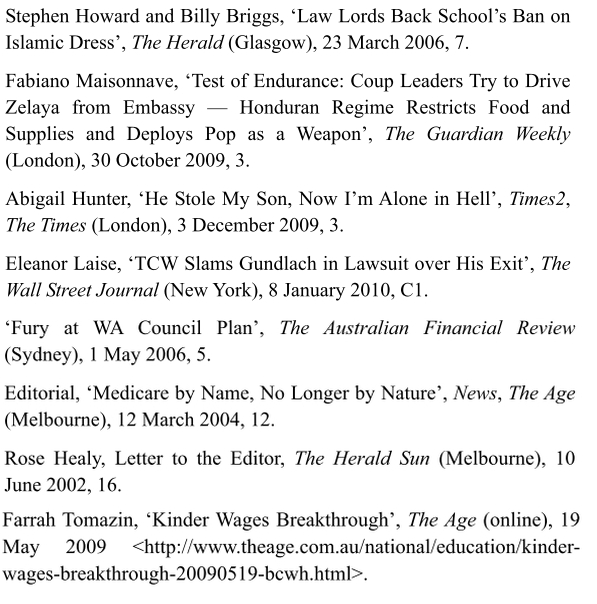 Stephen Howard and Billy Briggs, ‘Law Lords Back School’s Ban on
Islamic Dress’, The Herald (Glasgow), 23 March 2006, 7.
Fabiano Maisonnave, ‘Test of Endurance: Coup Leaders Try to Drive
Zelaya from Embassy — Honduran Regime Restricts Food and
Supplies and Deploys Pop as a Weapon’, The Guardian Weekly
(London), 30 October 2009, 3.
Abigail Hunter, ‘He Stole My Son, Now I’m Alone in Hell’, Times2,
The Times (London), 3 December 2009, 3.
Eleanor Laise, ‘TCW Slams Gundlach in Lawsuit over His Exit’, The
Wall Street Journal (New York), 8 January 2010, C1.
‘Fury at WA Council Plan’, The Australian Financial Review
(Sydney), 1 May 2006, 5.
Editorial, ‘Medicare by Name, No Longer by Nature’, News, The Age
(Melbourne), 12 March 2004, 12.
Rose Healy, Letter to the Editor, The Herald Sun (Melbourne), 10
June 2002, 16.
Farrah Tomazin, ‘Kinder Wages Breakthrough’, The Age (online), 19
May 2009 <http://www.theage.com.au/national/education/kinder-
wages-breakthrough-20090519-bcwh.html>.